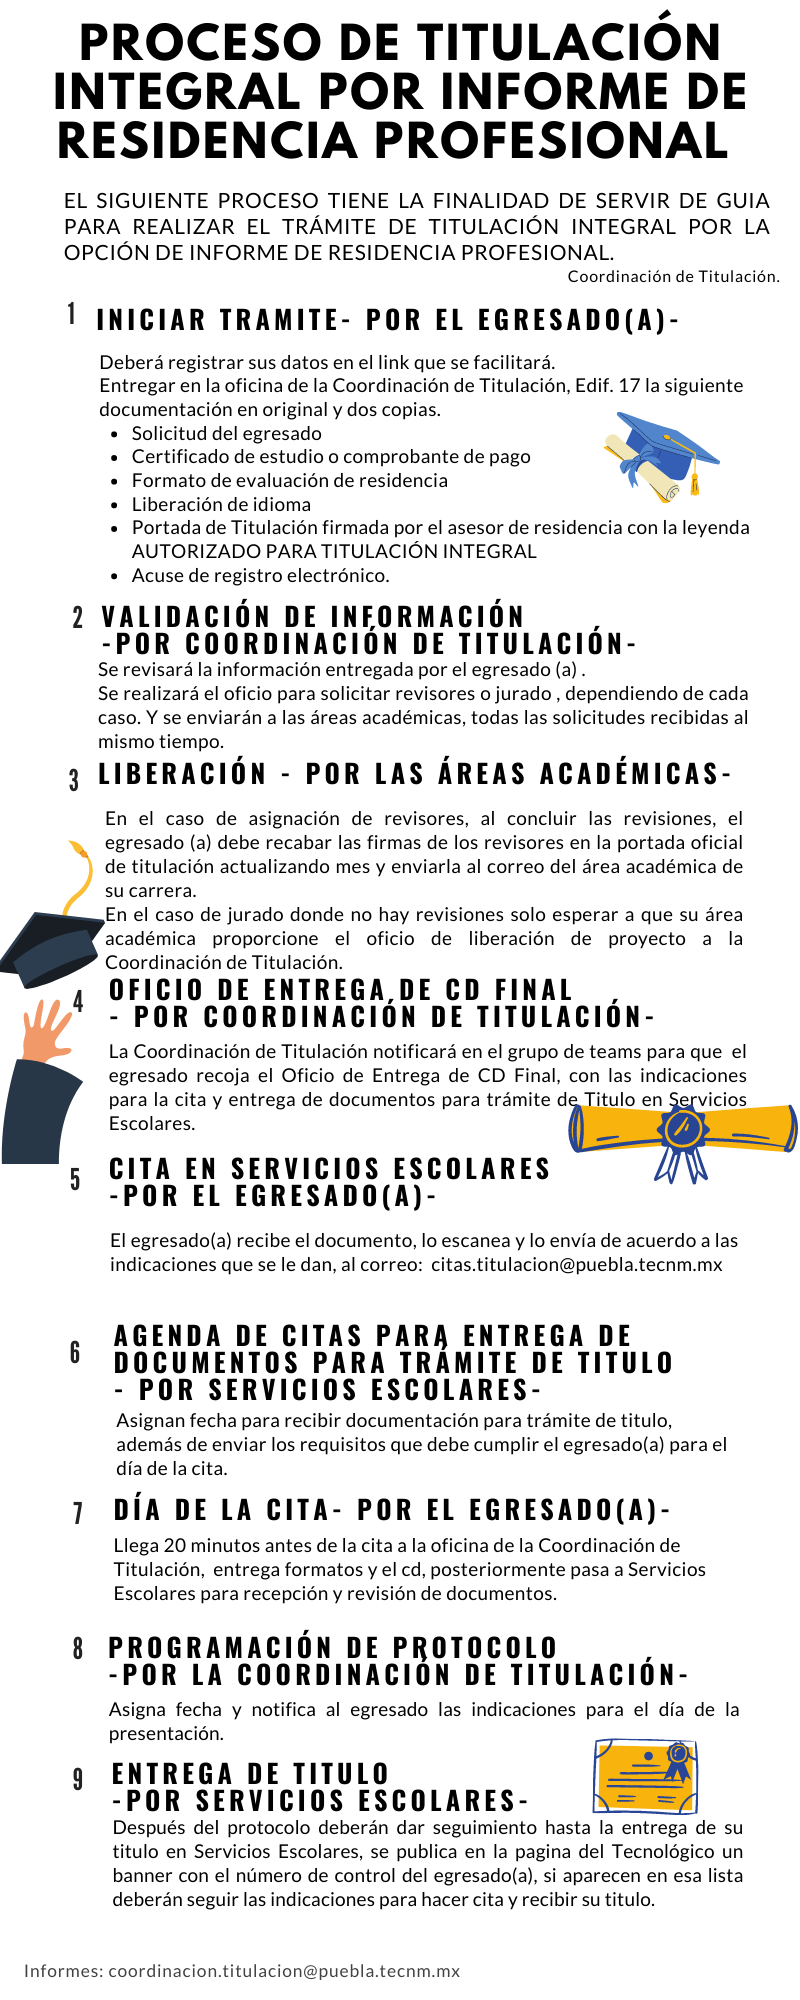 PROCESO DE TITULACIÓN
INTEGRAL POR INFORME DE
RESIDENCIA PROFESIONAL
EL SIGUIENTE PROCESO TIENE LA FINALIDAD DE SERVIR DE GUIA
PARA REALIZAR EL TRÁMITE DE TITULACIÓN INTEGRAL POR LA
OPCIÓN DE INFORME DE RESIDENCIA PROFESIONAL.
Coordinación de Titulación.
1 INICIAR TRAMITE- POR EL EGRESADO(A)-
Deberá registrar sus datos en el link que se facilitará.
Entregar en la oficina de la Coordinación de Titulación, Edif. 17 la siguiente
documentación en original y dos copias.
• Solicitud del egresado
• Certificado de estudio o comprobante de pago
• Formato de evaluación de residencia
• Liberación de idioma
• Portada de Titulación firmada por el asesor de residencia con la leyenda
AUTORIZADO PARA TITULACIÓN INTEGRAL
• Acuse de registro electrónico.
2 VALIDACIÓN DE INFORMACIÓN
-POR COORDINACIÓN DE TITULACIÓN-
Se revisará la información entregada por el egresado (a) .
Se realizará el oficio para solicitar revisores o jurado , dependiendo de cada
caso. Y se enviarán a las áreas académicas, todas las solicitudes recibidas al
mismo tiempo.
3 LIBERACIÓN - POR LAS ÁREAS ACADÉMICAS-
En el caso de asignación de revisores, al concluir las revisiones, el
egresado (a) debe recabar las firmas de los revisores en la portada oficial
de titulación actualizando mes y enviarla al correo del área académica de
su carrera.
En el caso de jurado donde no hay revisiones solo esperar a que su área
académica proporcione el oficio de liberación de proyecto a la
Coordinación de Titulación.
4 OFICIO DE ENTREGA DE CD FINAL
- POR COORDINACIÓN DE TITULACIÓN-
La Coordinación de Titulación notificará en el grupo de teams para que el
egresado recoja el Oficio de Entrega de CD Final, con las indicaciones
para la cita y entrega de documentos para trámite de Titulo en Servicios
Escolares.
5 CITA EN SERVICIOS ESCOLARES
-POR EL EGRESADO(A)-
El egresado(a) recibe el documento, lo escanea y lo envía de acuerdo a las
indicaciones que se le dan, al correo: citas.titulacion@puebla.tecnm.mx
6 AGENDA DE CITAS PARA ENTREGA DE
DOCUMENTOS PARA TRÁMITE DE TITULO
- POR SERVICIOS ESCOLARES-
Asignan fecha para recibir documentación para trámite de titulo,
además de enviar los requisitos que debe cumplir el egresado(a) para el
día de la cita.
7 DÍA DE LA CITA- POR EL EGRESADO(A)-
Llega 20 minutos antes de la cita a la oficina de la Coordinación de
Titulación, entrega formatos y el cd, posteriormente pasa a Servicios
Escolares para recepción y revisión de documentos.
8 PROGRAMACIÓN DE PROTOCOLO
-POR LA COORDINACIÓN DE TITULACIÓN-
Asigna fecha y notifica al egresado las indicaciones para el día de la
presentación.
9 ENTREGA DE TITULO
-POR SERVICIOS ESCOLARES-
Después del protocolo deberán dar seguimiento hasta la entrega de su
titulo en Servicios Escolares, se publica en la pagina del Tecnológico un
banner con el número de control del egresado(a), si aparecen en esa lista
deberán seguir las indicaciones para hacer cita y recibir su titulo.
Informes: coordinacion.titulacion@puebla.tecnm.mx